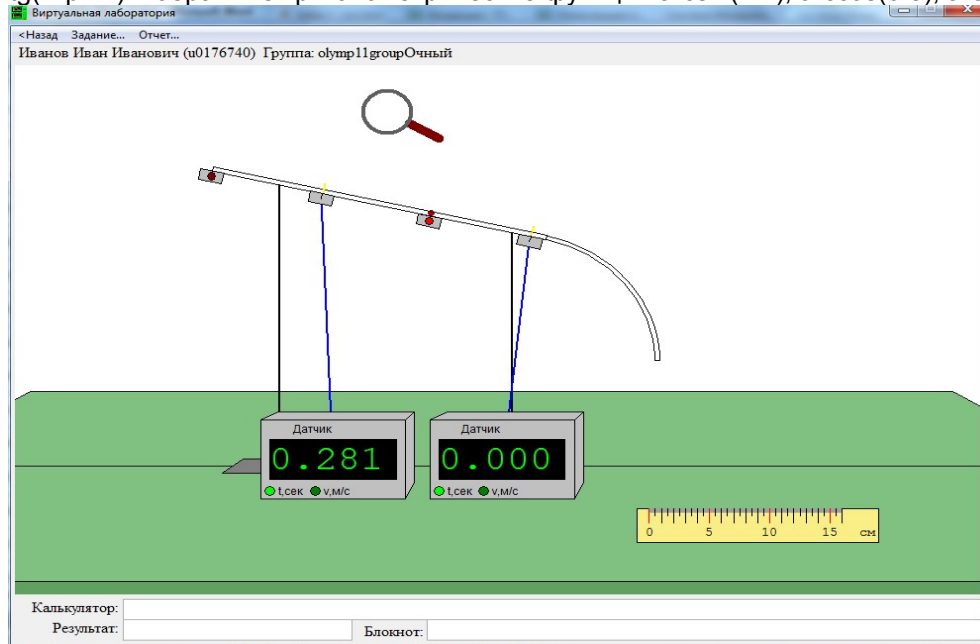 Виртуальная лаборатория
<Назад Задание... Отчет...
Иванов Иван Иванович (u0176740) Группа: olymp11groupОчный
Датчик Датчик
0.281 0.000
t,сек v,м/с t,сек v,м/с
0 5 10 15 см
Калькулятор:
Результат: Блокнот: